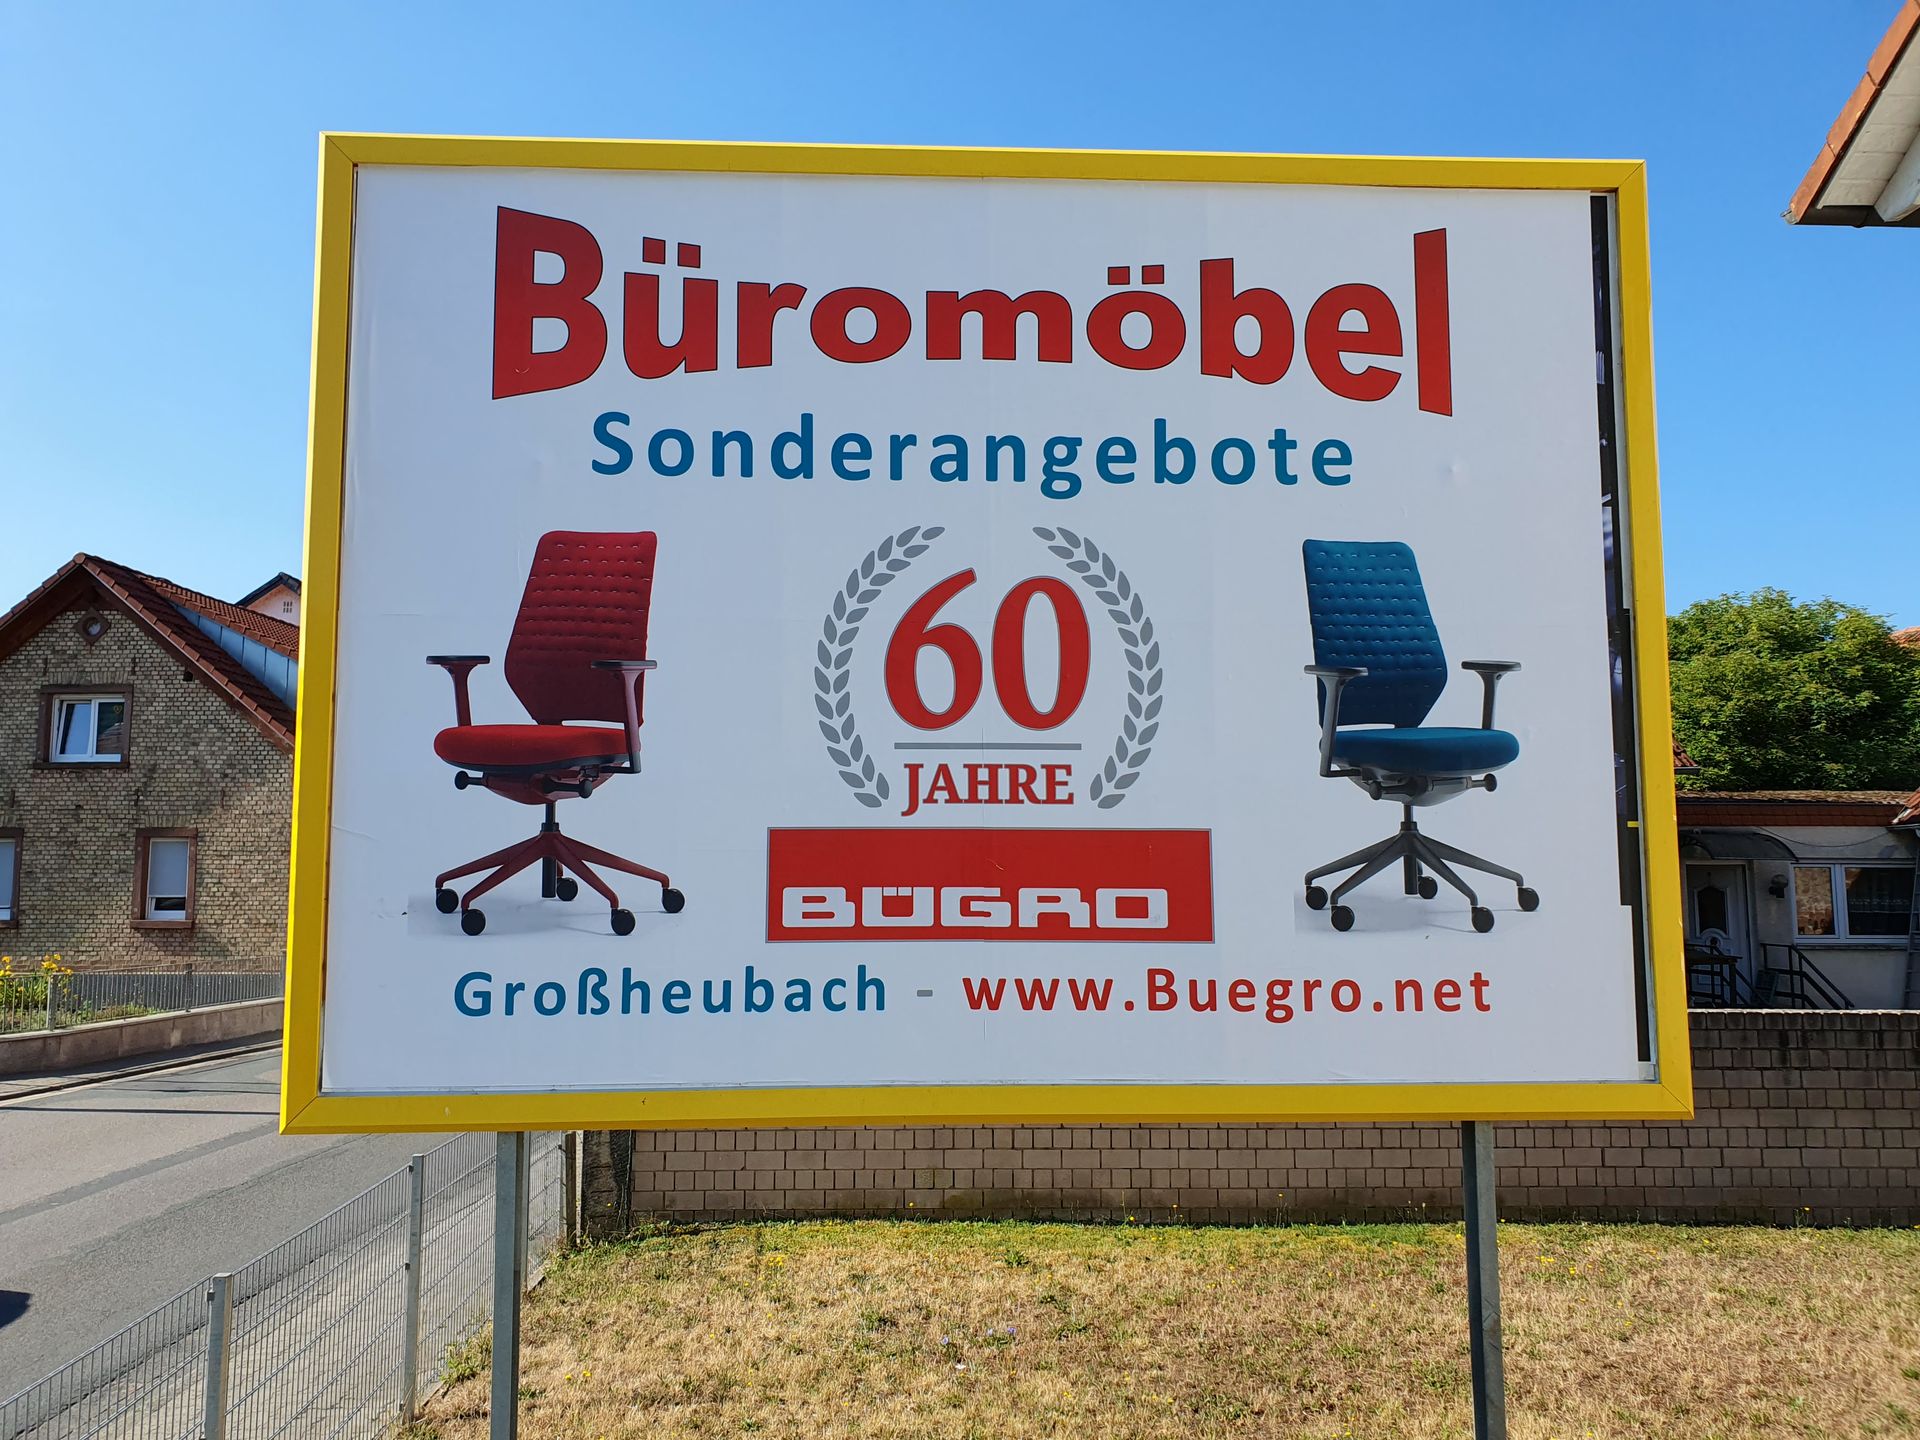 Büromöbel
Sonderangebote
60
JAHRE
BÜGRO
Großheubach - www.Buegro.net